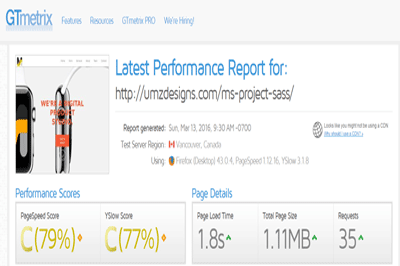 GTmetrix Features Resources GTmetrix PRO We're Hiring!
Latest Performance Report for:
http://umzdesigns.com/ms-project-sass/
WE'RE A DIGITAL
PRODUCT
Report generated: Sun, Mar 13, 2016, 9:30 AM -0700
Test Server Region: Vancouver, Canada
Using: Firefox (Desktop) 43.0.4, PageSpeed 1.12.16, YSlow 3.1.8
Looks like you might not be using a CDN
Why should I use a CDN?
Performance Scores Page Details
PageSpeed Score YSlow Score Page Load Time Total Page Size Requests
C(79%) C(77%) 1.8s 1.11MB 35